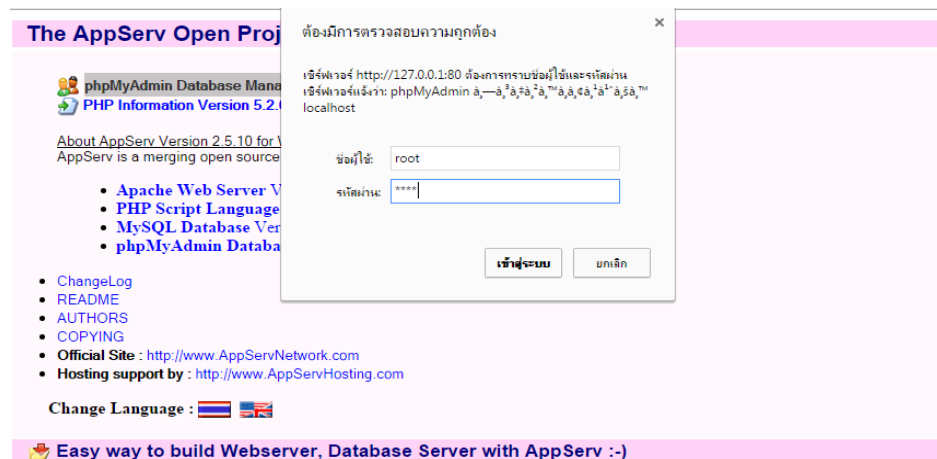 The AppServ Open Proj
phpMyAdmin Database Mana
PHP Information Version 5.2.
About AppServ Version 2.5.10 for
AppServ is a merging open source
Apache Web Server V
PHP Script Language
MySQL Database Ver
phpMyAdmin Databa
ChangeLog
README
AUTHORS
COPYING
Official Site : http://www.AppServNetwork.com
Hosting support by : http://www.AppServHosting.com
Change Language :
Easy way to build Webserver, Database Server with AppServ :-)
ต้องมีการตรวจสอบความถูกต้อง
เซิร์ฟเวอร์ http://127.0.0.1:80 ต้องการทราบชื่อผู้ใช้และรหัสผ่าน
เซิร์ฟเวอร์แจ้งว่า: phpMyAdmin
localhost
ชื่อผู้ใช้: root
รหัสผ่าน: ****
เข้าสู่ระบบ ยกเลิก